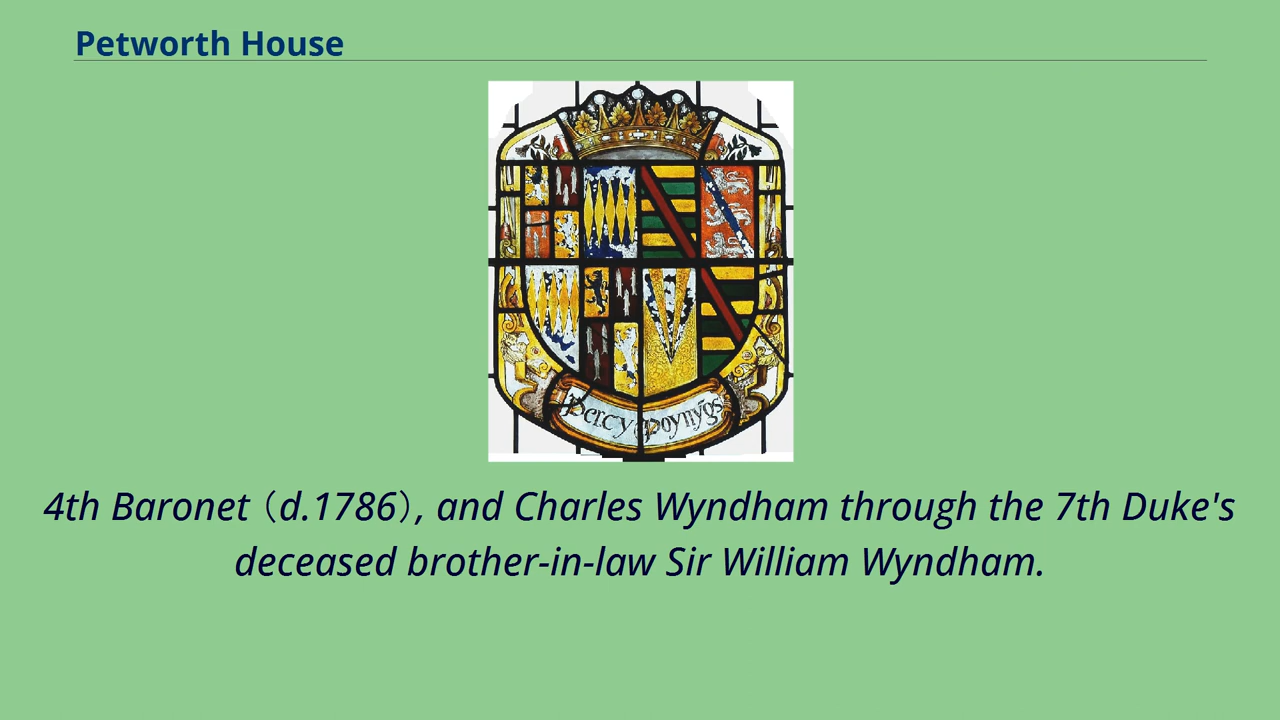 Petworth House
Percy Poynygs
4th Baronet (d.1786), and Charles Wyndham through the 7th Duke's
deceased brother-in-law Sir William Wyndham.